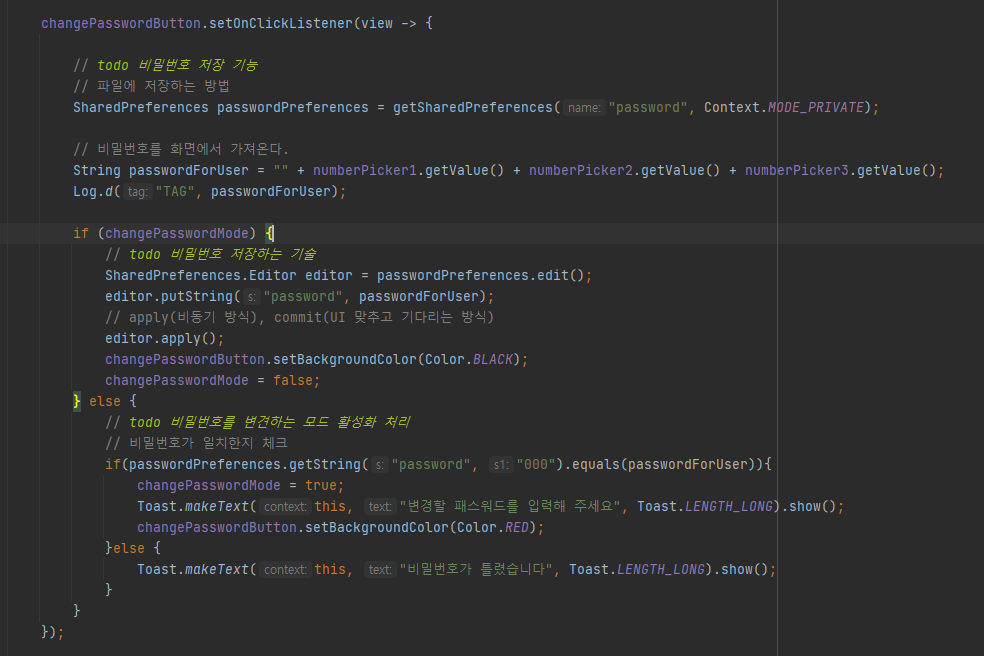 changePasswordButton.setOnClickListener(view -> {
// todo 비밀번호 저장 기능
// 파일에 저장하는 방법
SharedPreferences passwordPreferences = getSharedPreferences( name: "password", Context.MODE_PRIVATE);
// 비밀번호를 화면에서 가져온다.
String passwordForUser = "" + numberPicker1.getValue() + numberPicker2.getValue() + numberPicker3.getValue();
Log.d( tag: "TAG", passwordForUser);
if (changePasswordMode) {
// todo 비밀번호 저장하는 기술
SharedPreferences.Editor editor = passwordPreferences.edit();
editor.putString( s: "password", passwordForUser);
// apply(비동기 방식), commit(UI 맞추고 기다리는 방식)
editor.apply();
changePasswordButton.setBackgroundColor(Color.BLACK);
changePasswordMode = false;
} else {
// todo 비밀번호를 변견하는 모드 활성화 처리
// 비밀번호가 일치한지 체크
if(passwordPreferences.getString( s: "password", s1: "000").equals(passwordForUser)){
changePasswordMode = true;
Toast.makeText( context: this, text: "변경할 패스워드를 입력해 주세요", Toast.LENGTH_LONG).show();
changePasswordButton.setBackgroundColor(Color.RED);
}else {
Toast.makeText( context: this, text: "비밀번호가 틀렸습니다", Toast.LENGTH_LONG).show();
}
}
});